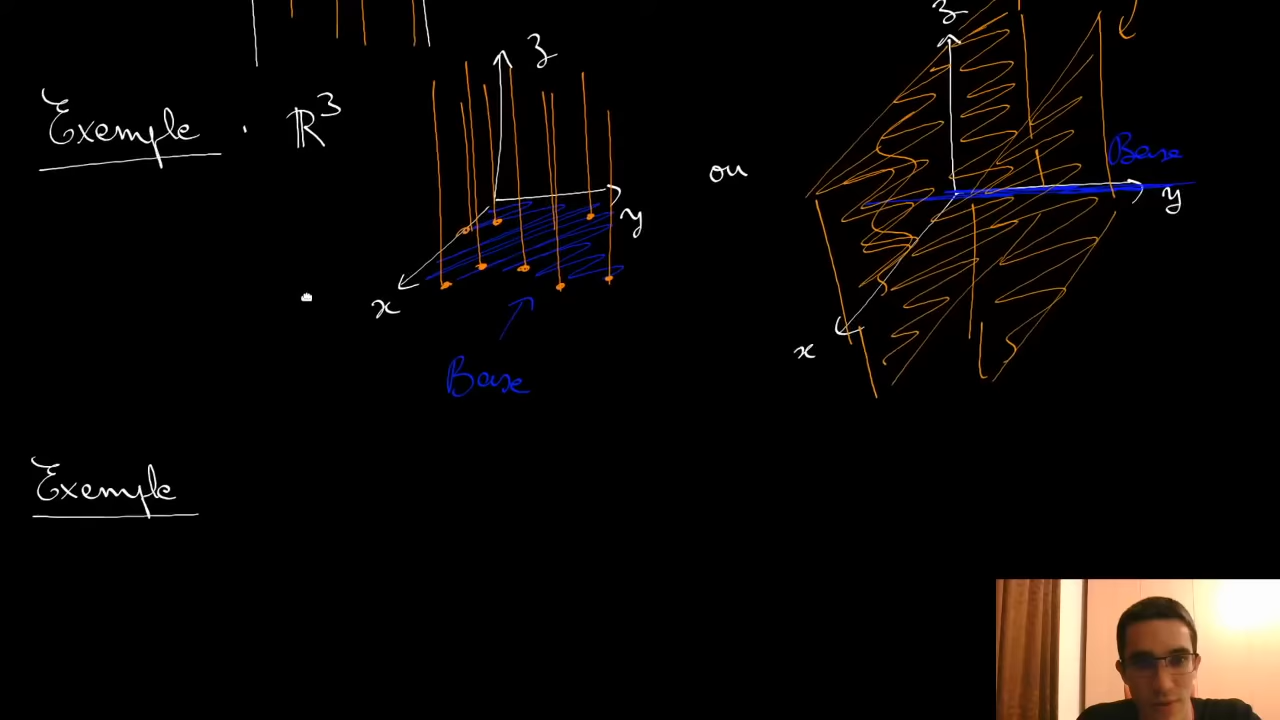 Exemple . ℝ³
z
y
x
Base
ou
z
Base
y
x
Exemple